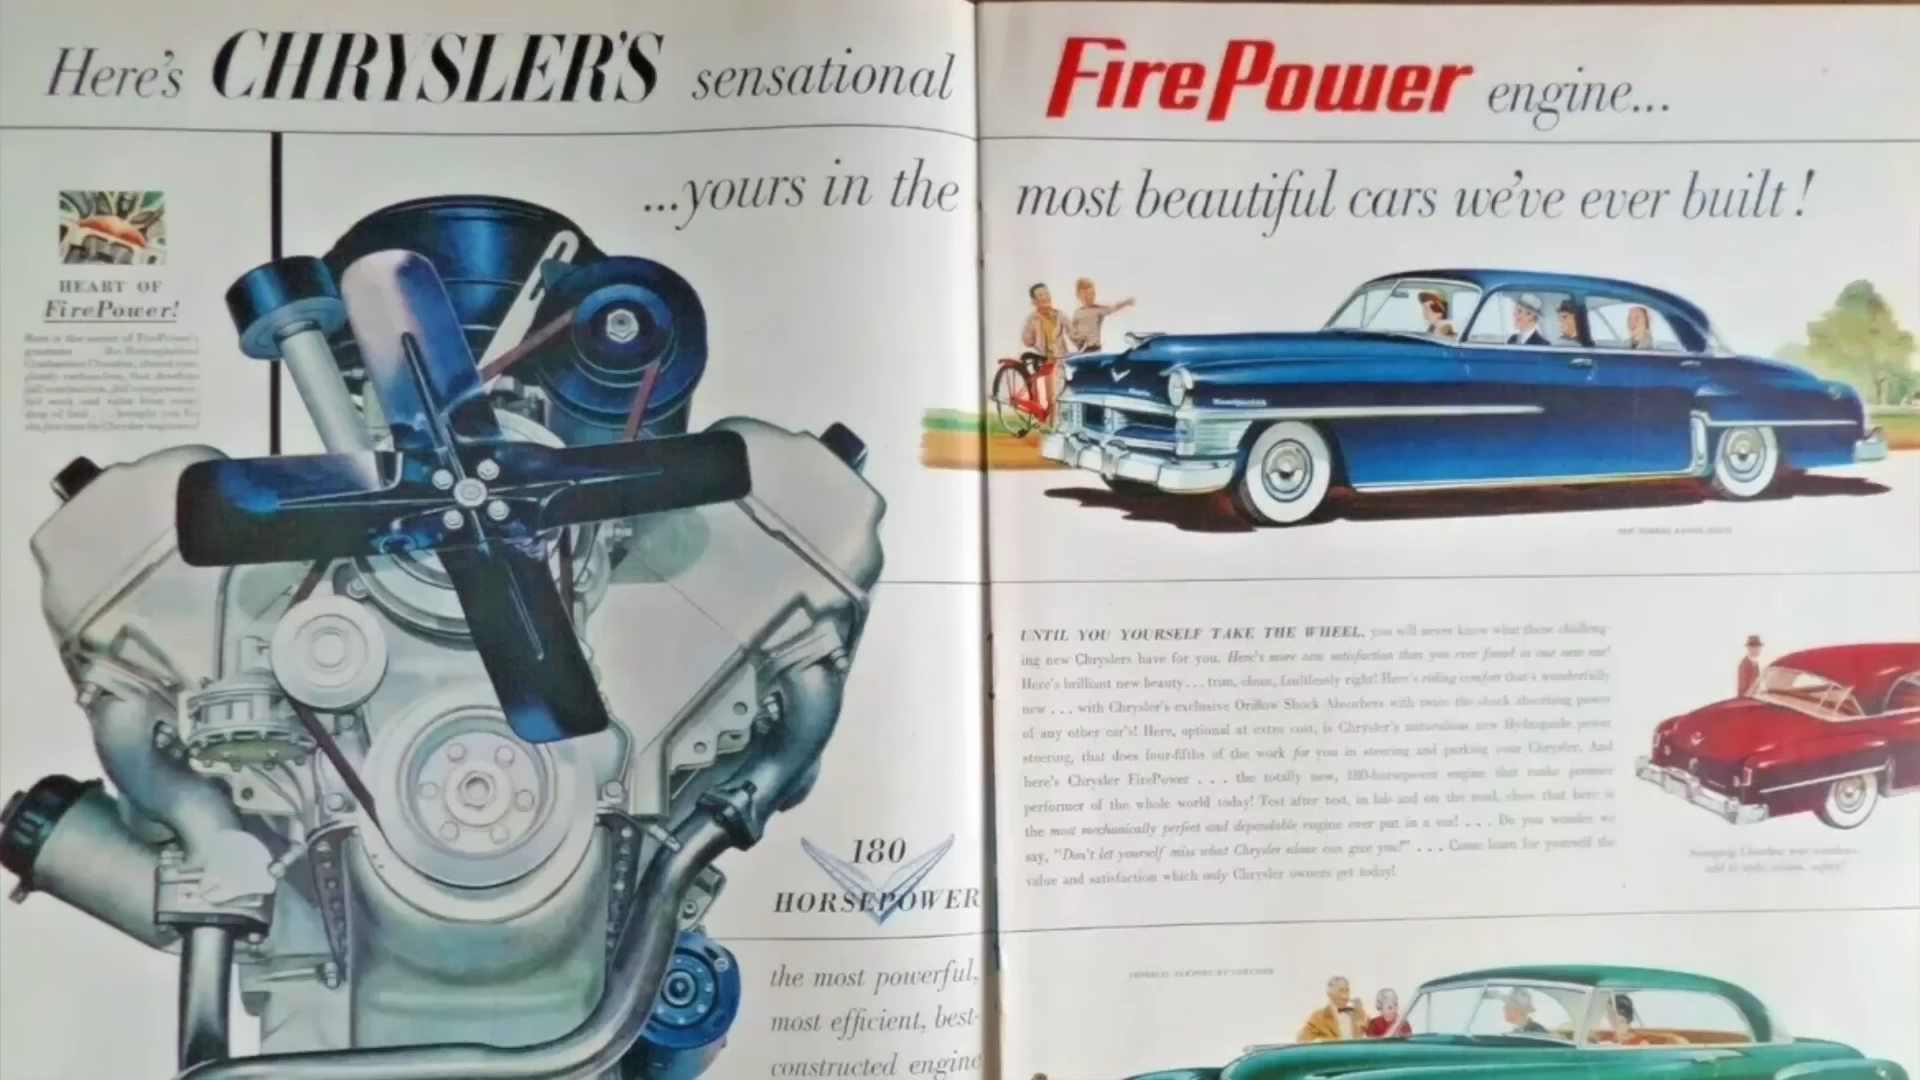 Here's CHRYSLER'S sensational FirePower engine...
...yours in the most beautiful cars we've ever built!
HEART OF
FirePower!
180
HORSEPOWER
the most powerful,
most efficient, best-
constructed engine
UNTIL YOU YOURSELF TAKE THE WHEEL, you will never know what these challeng-
ing new Chryslers have for you. Here's more new satisfaction than you ever found in one new car!
Here's brilliant new beauty . . . trim, clean, faultlessly right! Here's riding comfort that's wonderfully
new . . . with Chrysler's exclusive Oriflow Shock Absorbers with twice the shock absorbing power
of any other car's! Here, optional at extra cost, is Chrysler's miraculous new Hydraguide power
steering, that does four-fifths of the work for you in steering and parking your Chrysler. And
here's Chrysler FirePower . . . the totally new, 180-horsepower engine that ranks premier
performer of the whole world today! Test after test, in lab and on the road, show that here is
the most mechanically perfect and dependable engine ever put in a car! . . . Do you wonder we
say, "Don't let yourself miss what Chrysler alone can give you!" . . . Come learn for yourself the
value and satisfaction which only Chrysler owners get today!